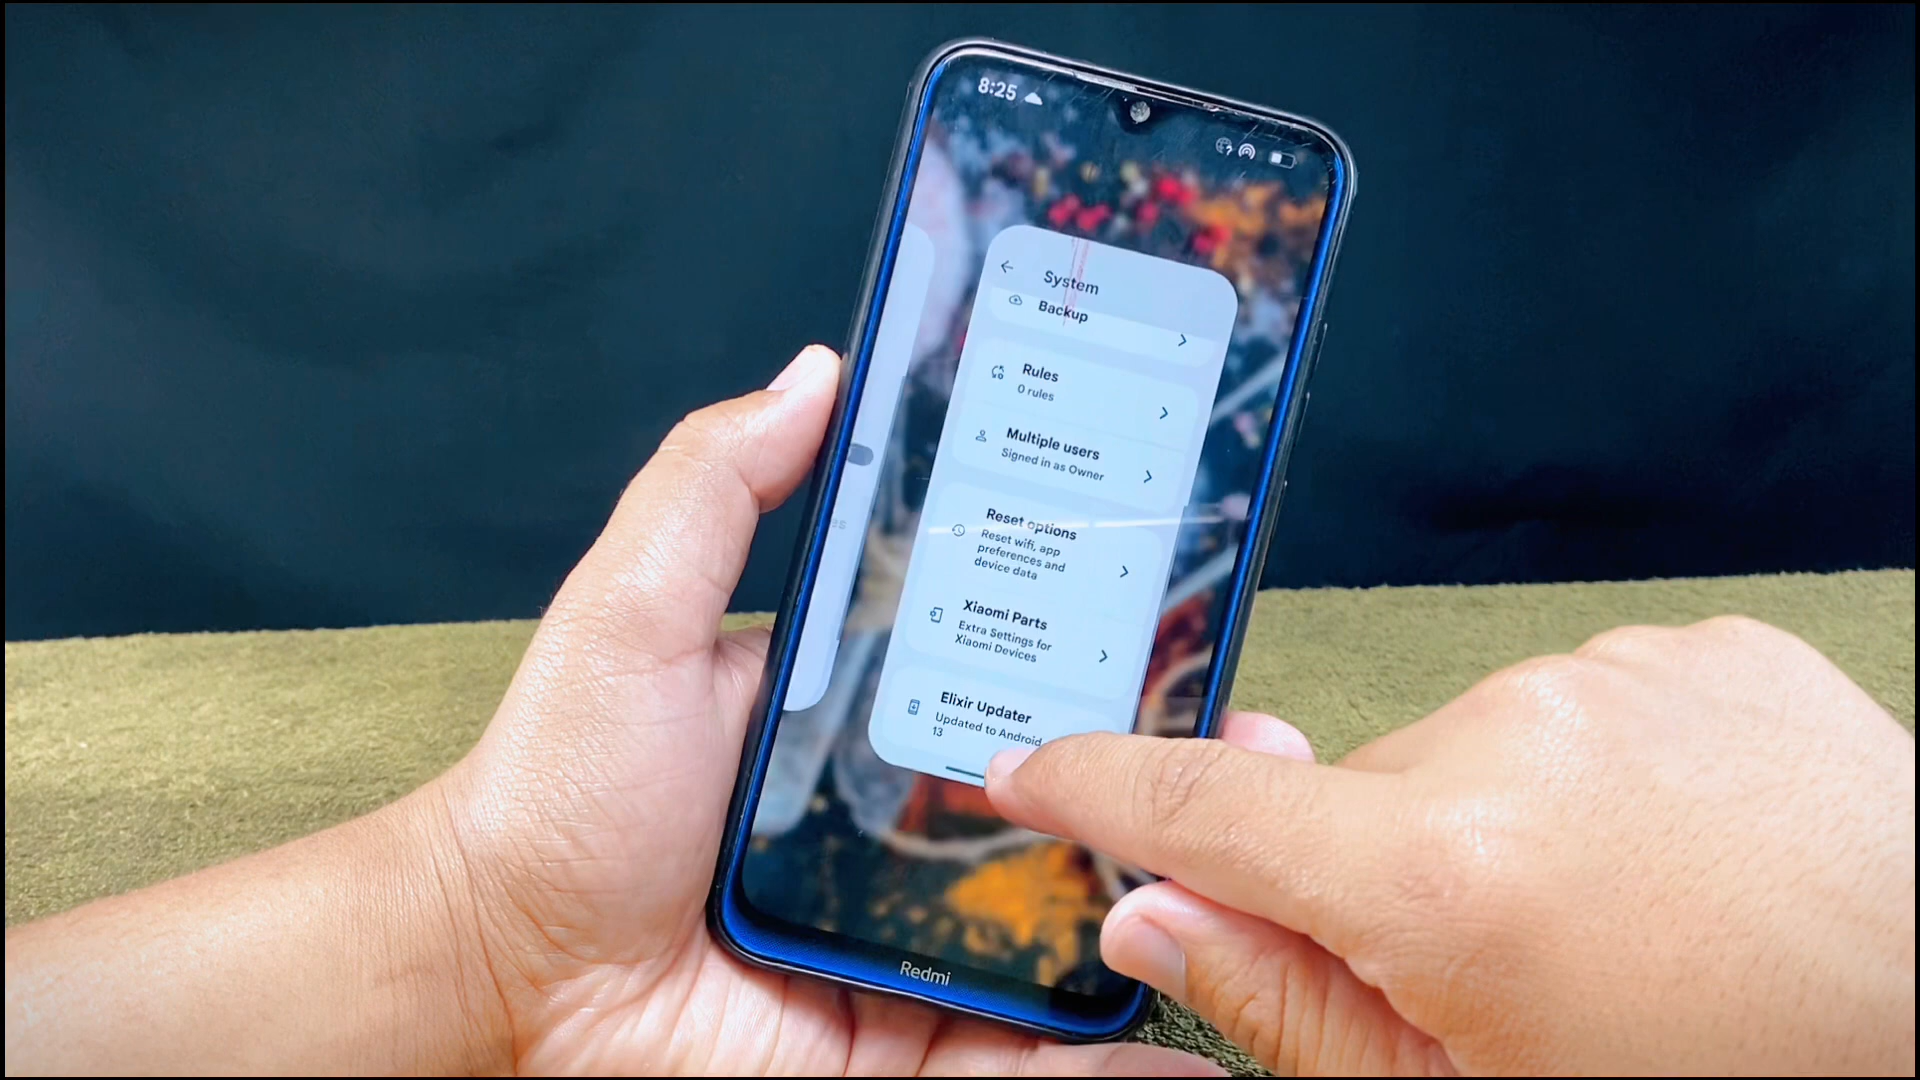 8:25
System
Backup
Rules
0 rules
Multiple users
Signed in as Owner
Reset options
Reset wifi, app
preferences and
device data
Xiaomi Parts
Extra Settings for
Xiaomi Devices
Elixir Updater
Updated to Android
13
es
Redmi